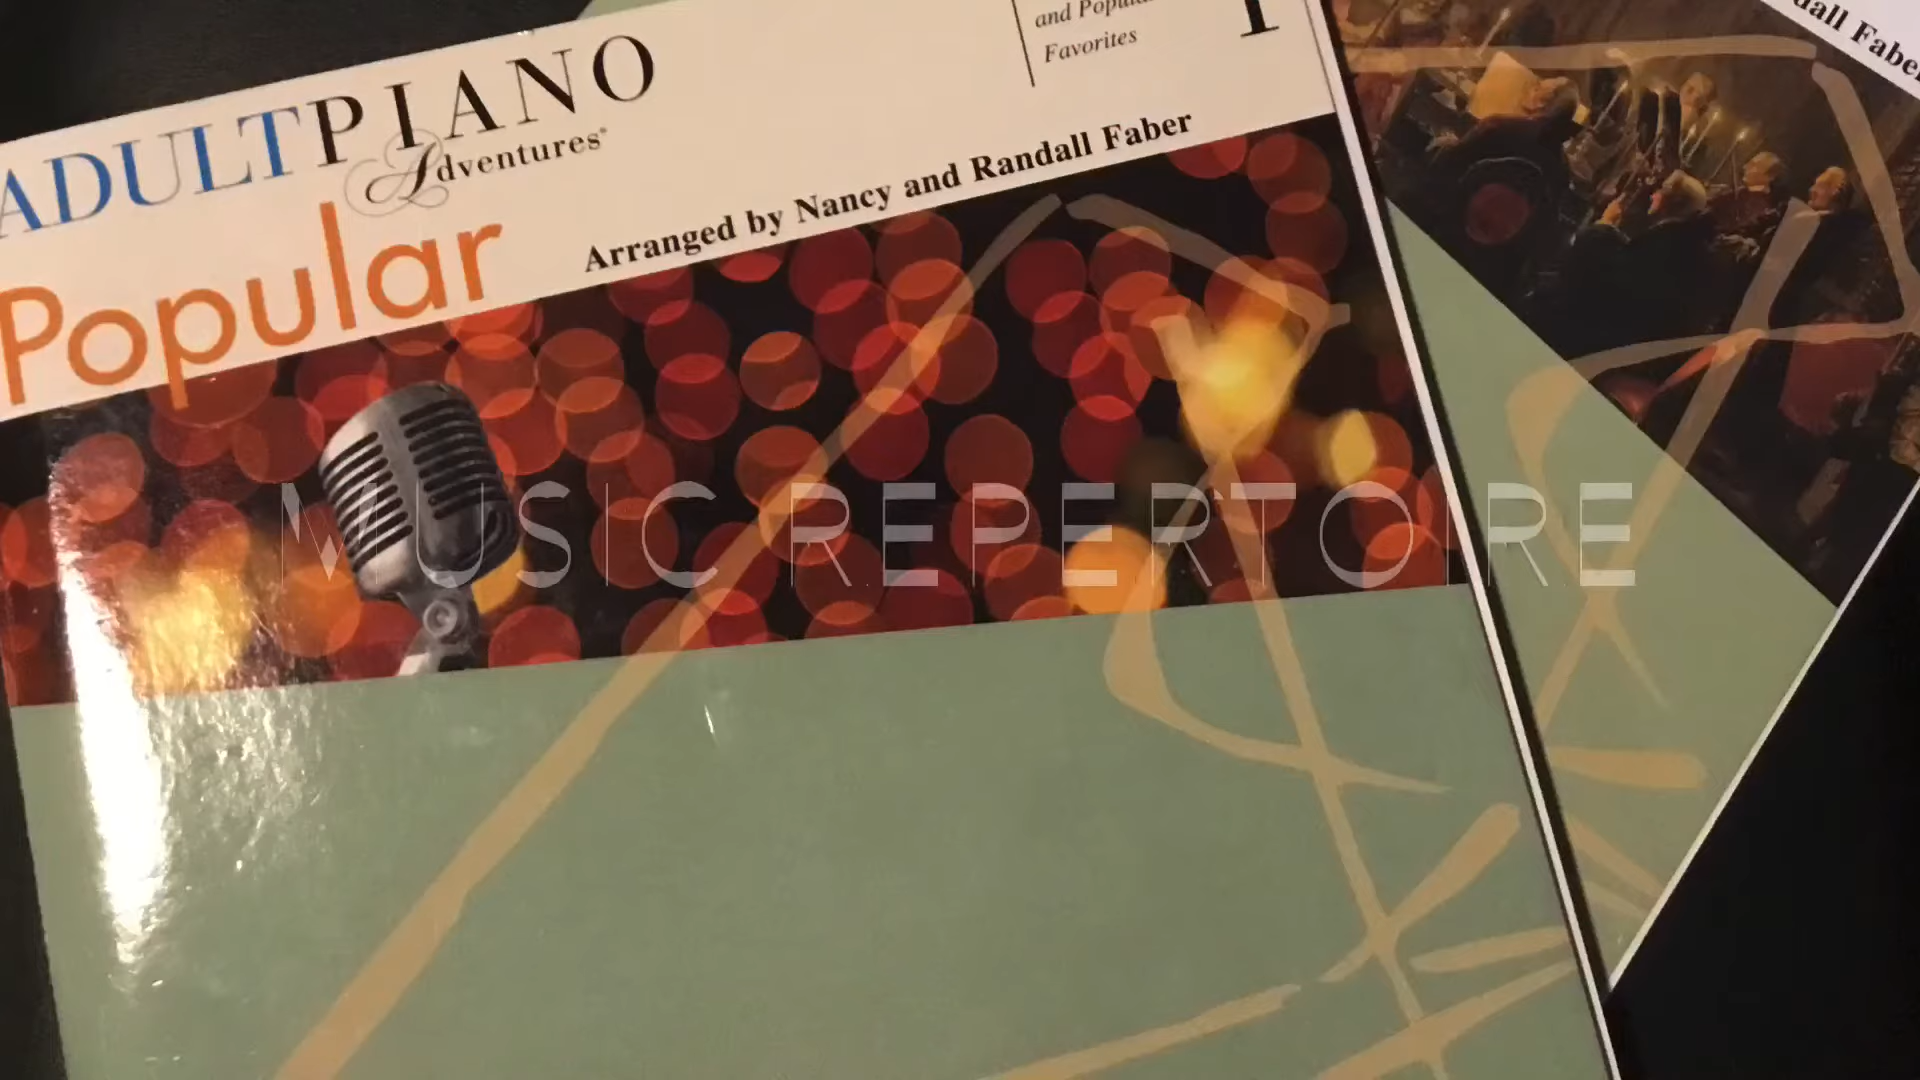 ADULTPIANO
Adventures®
Popular
and Popular
Favorites
1
Arranged by Nancy and Randall Faber
dall Faber
MUSIC REPERTOIRE